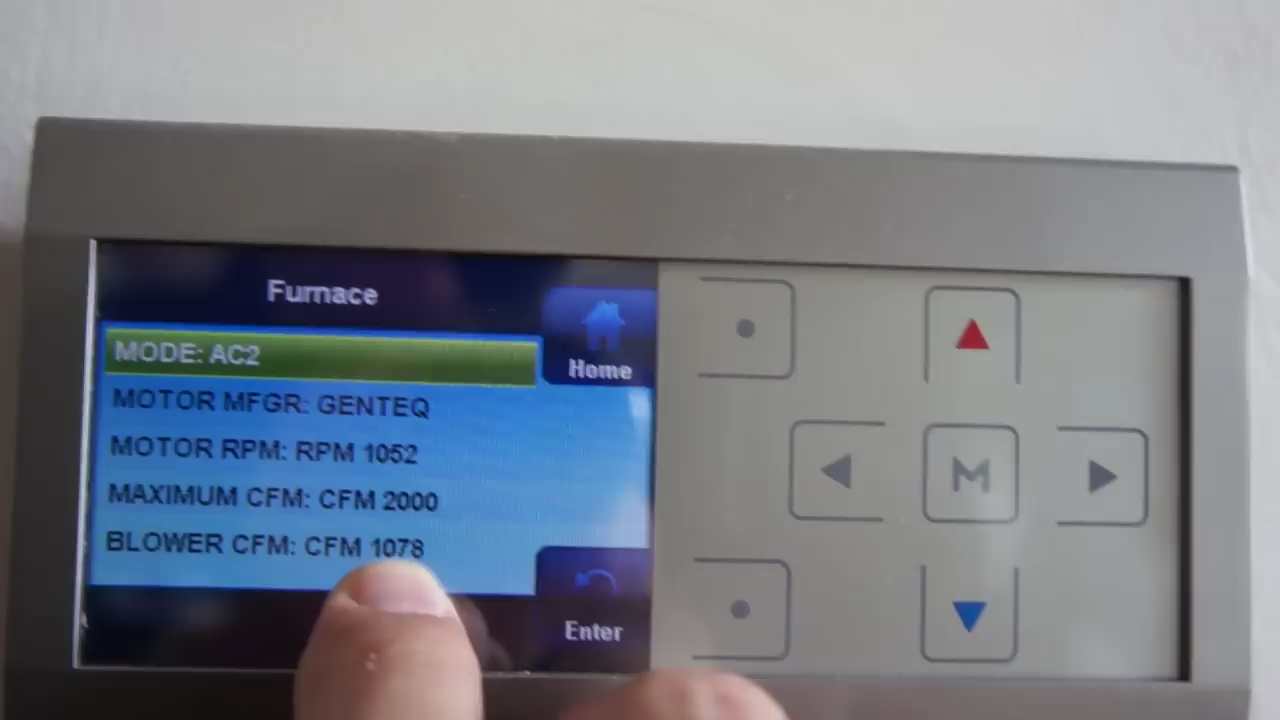 Furnace
Home
MODE: AC2
MOTOR MFGR: GENTEQ
MOTOR RPM: RPM 1052
MAXIMUM CFM: CFM 2000
BLOWER CFM: CFM 1078
Enter
M